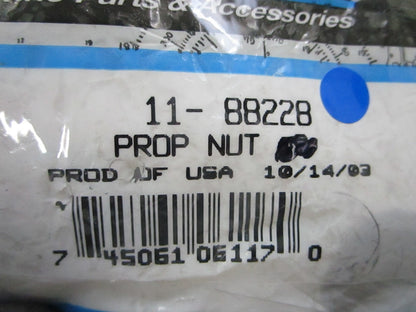 Parts & Accessories
11- 88228
PROP NUT
PROD OF USA 10/14/03
7 45061 06117 0